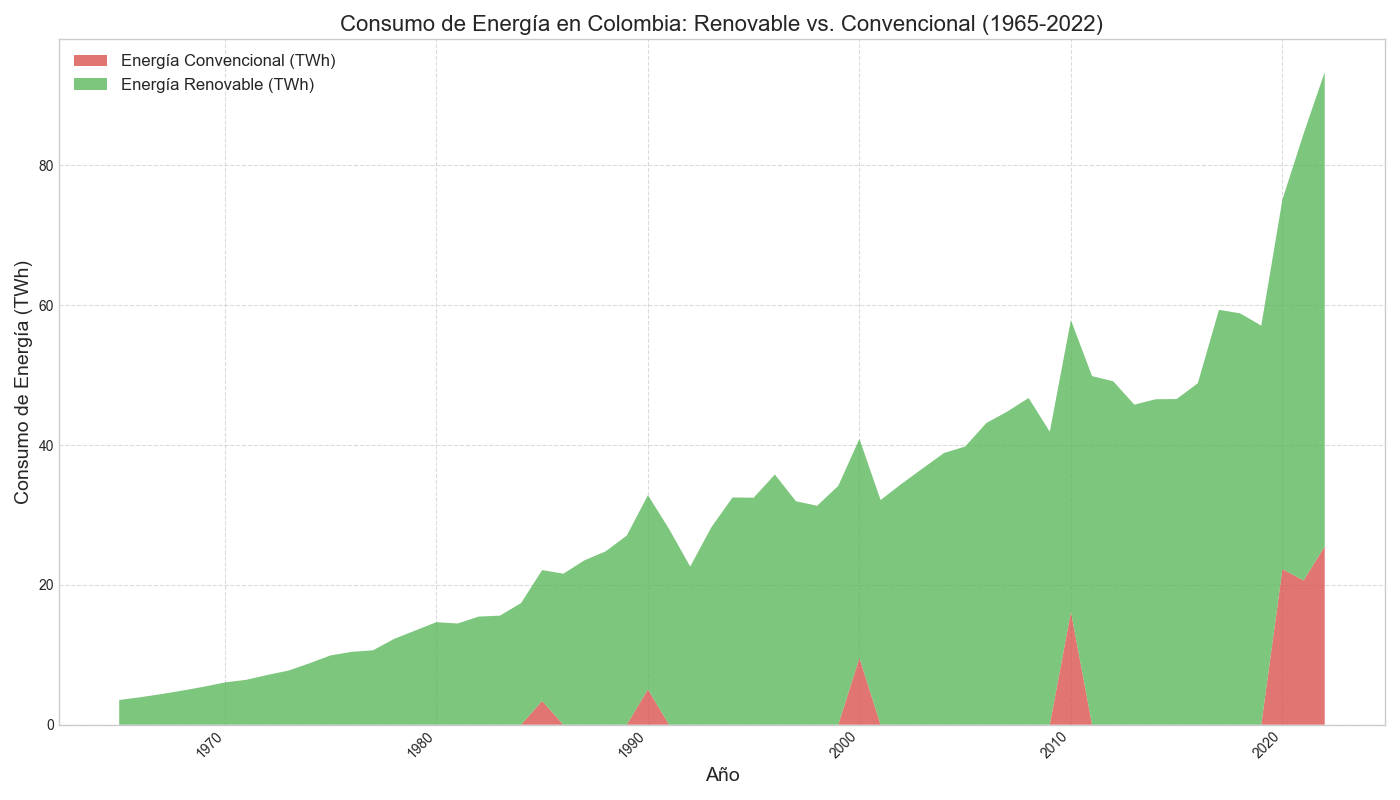 Consumo de Energía en Colombia: Renovable vs. Convencional (1965-2022)
Energía Convencional (TWh)
Energía Renovable (TWh)
Consumo de Energía (TWh)
80
60
40
20
0
1970
1980
1990
2000
2010
2020
Año